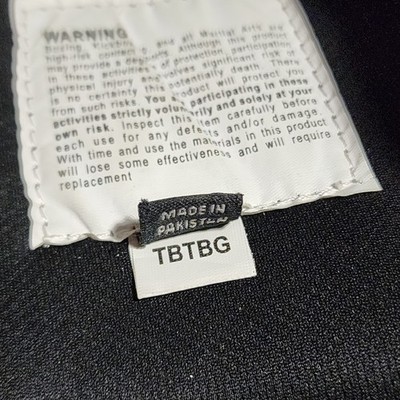 WARNING
Boxing, Kickboxing and all Martial Arts are
high-risk contact. Although this product
may provide a degree of protection, participation
in these activities significant risk of
physical injury and potentially death. There
is no certainty this product will protect you
from such risks. You are participating in these
activities strictly voluntarily and solely at your
own risk. Inspect this item carefully before
each use for any defects and/or damage.
With time and use the materials in this product
will lose some effectiveness and will require
replacement
MADE IN
PAKISTAN
TBTBG